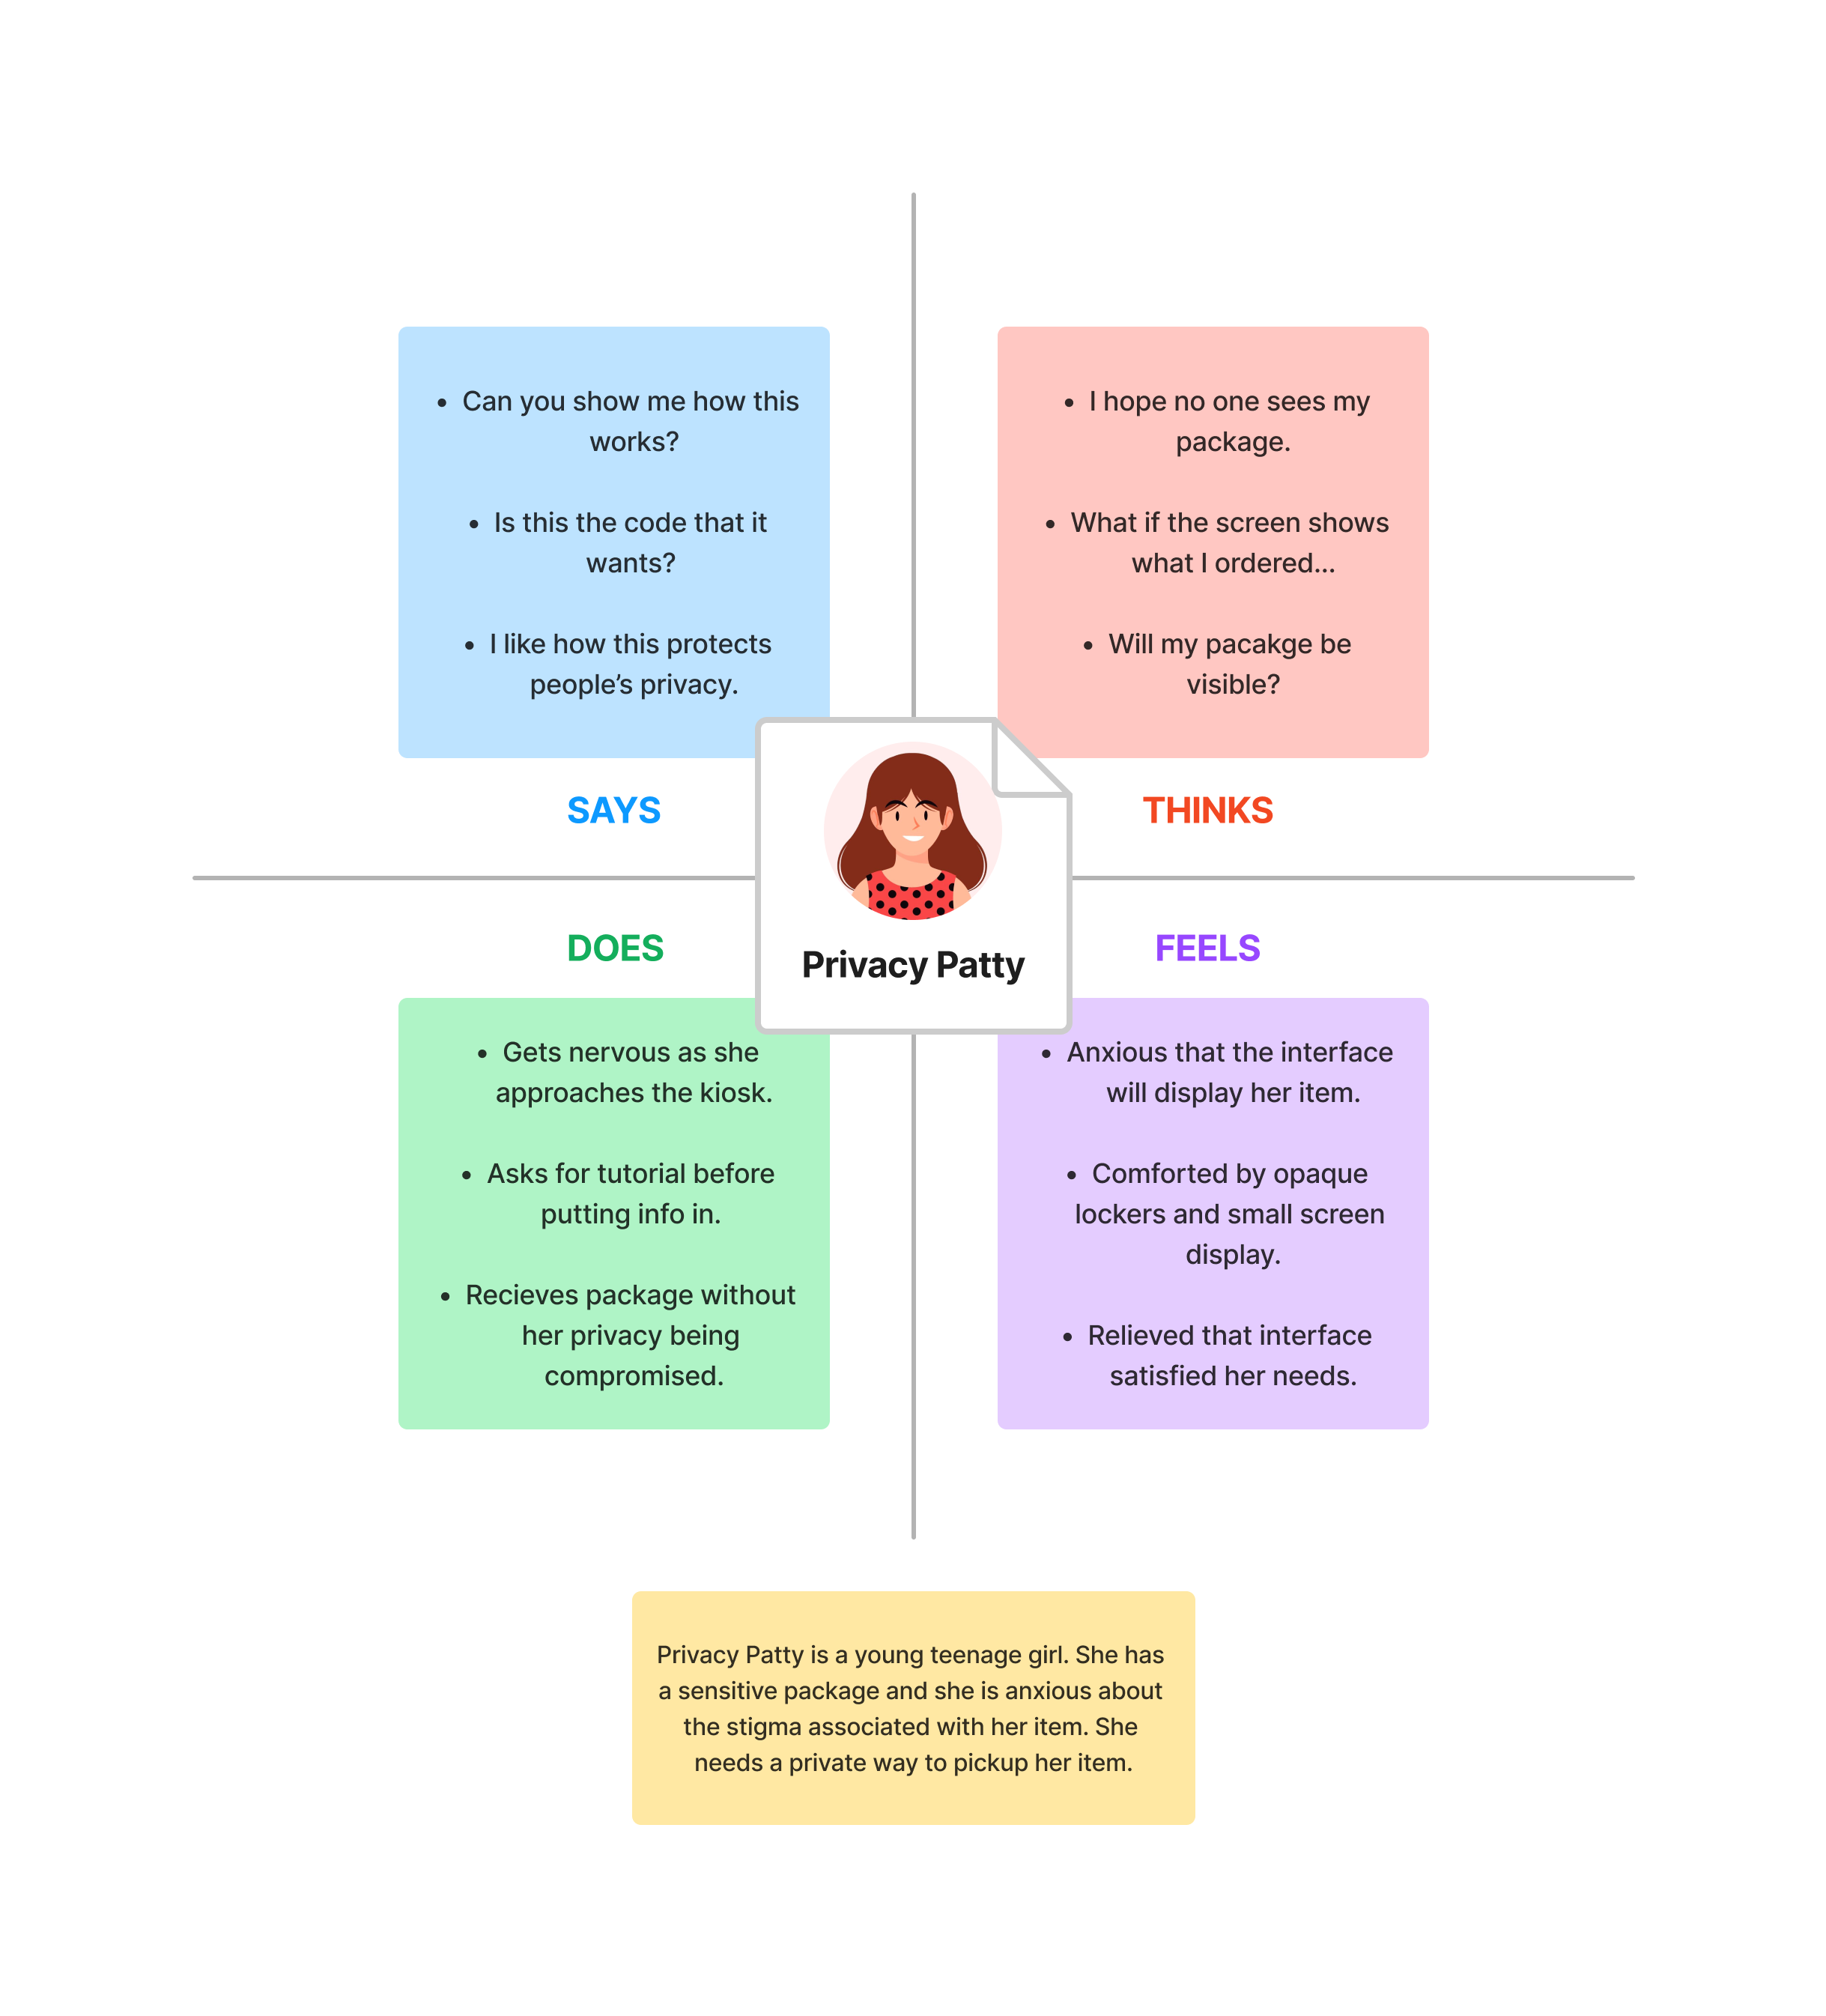 • Can you show me how this
works?
• Is this the code that it
wants?
• I like how this protects
people’s privacy.
SAYS
• I hope no one sees my
package.
• What if the screen shows
what I ordered...
• Will my pacakge be
visible?
THINKS
Privacy Patty
DOES
• Gets nervous as she
approaches the kiosk.
• Asks for tutorial before
putting info in.
• Recieves package without
her privacy being
compromised.
FEELS
• Anxious that the interface
will display her item.
• Comforted by opaque
lockers and small screen
display.
• Relieved that interface
satisfied her needs.
Privacy Patty is a young teenage girl. She has
a sensitive package and she is anxious about
the stigma associated with her item. She
needs a private way to pickup her item.